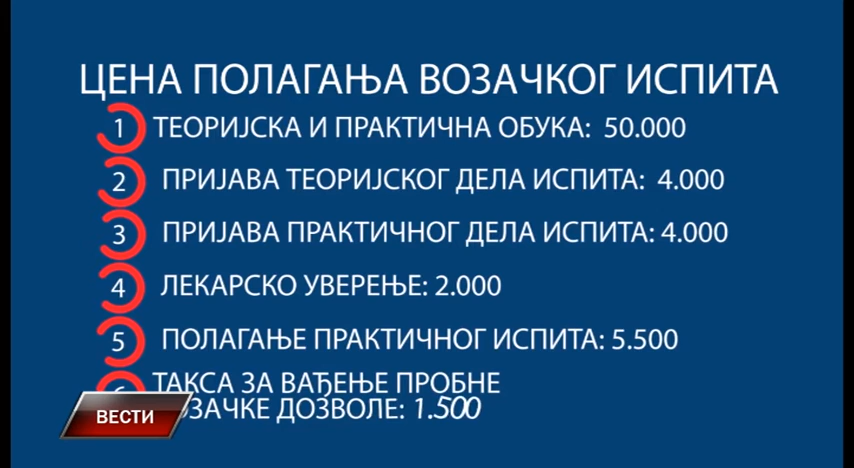 ЦЕНА ПОЛАГАЊА ВОЗАЧКОГ ИСПИТА
1 ТЕОРИЈСКА И ПРАКТИЧНА ОБУКА: 50.000
2 ПРИЈАВА ТЕОРИЈСКОГ ДЕЛА ИСПИТА: 4.000
3 ПРИЈАВА ПРАКТИЧНОГ ДЕЛА ИСПИТА: 4.000
4 ЛЕКАРСКО УВЕРЕЊЕ: 2.000
5 ПОЛАГАЊЕ ПРАКТИЧНОГ ИСПИТА: 5.500
ТАКСА ЗА ВАЂЕЊЕ ПРОБНЕ
ОЗАЧКЕ ДОЗВОЛЕ: 1.500
ВЕСТИ